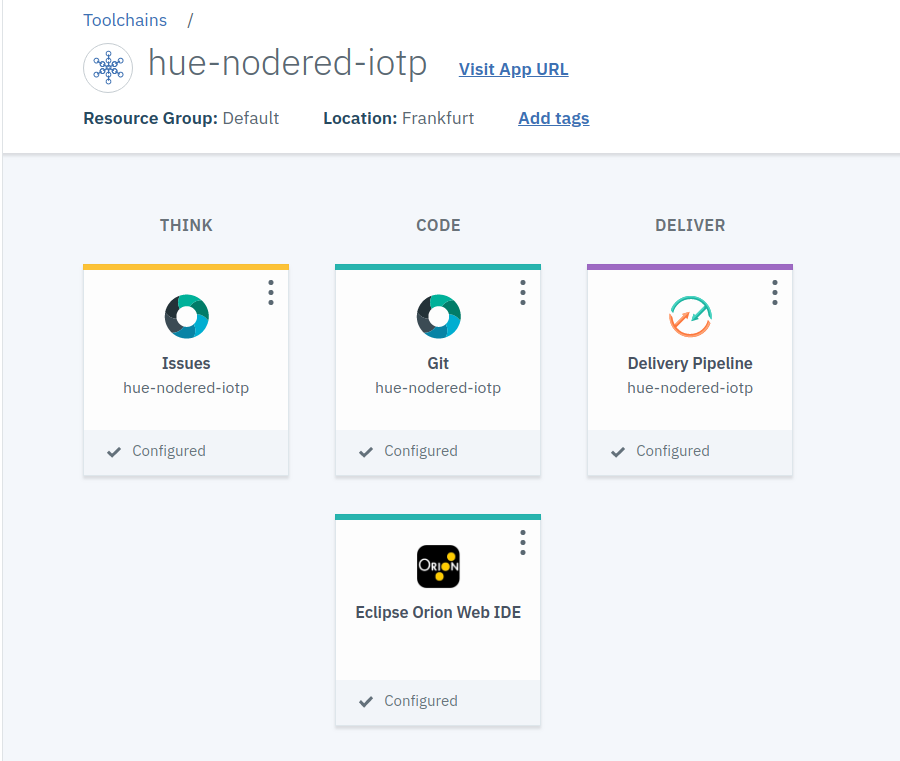 Toolchains /
hue-nodered-iotp Visit App URL
Resource Group: Default Location: Frankfurt Add tags
THINK CODE DELIVER
Issues Git Delivery Pipeline
hue-nodered-iotp hue-nodered-iotp hue-nodered-iotp
Configured Configured Configured
ORION
Eclipse Orion Web IDE
Configured